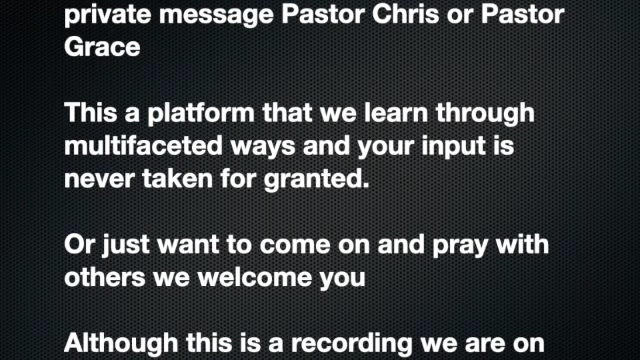 private message Pastor Chris or Pastor
Grace
This a platform that we learn through
multifaceted ways and your input is
never taken for granted.
Or just want to come on and pray with
others we welcome you
Although this is a recording we are on